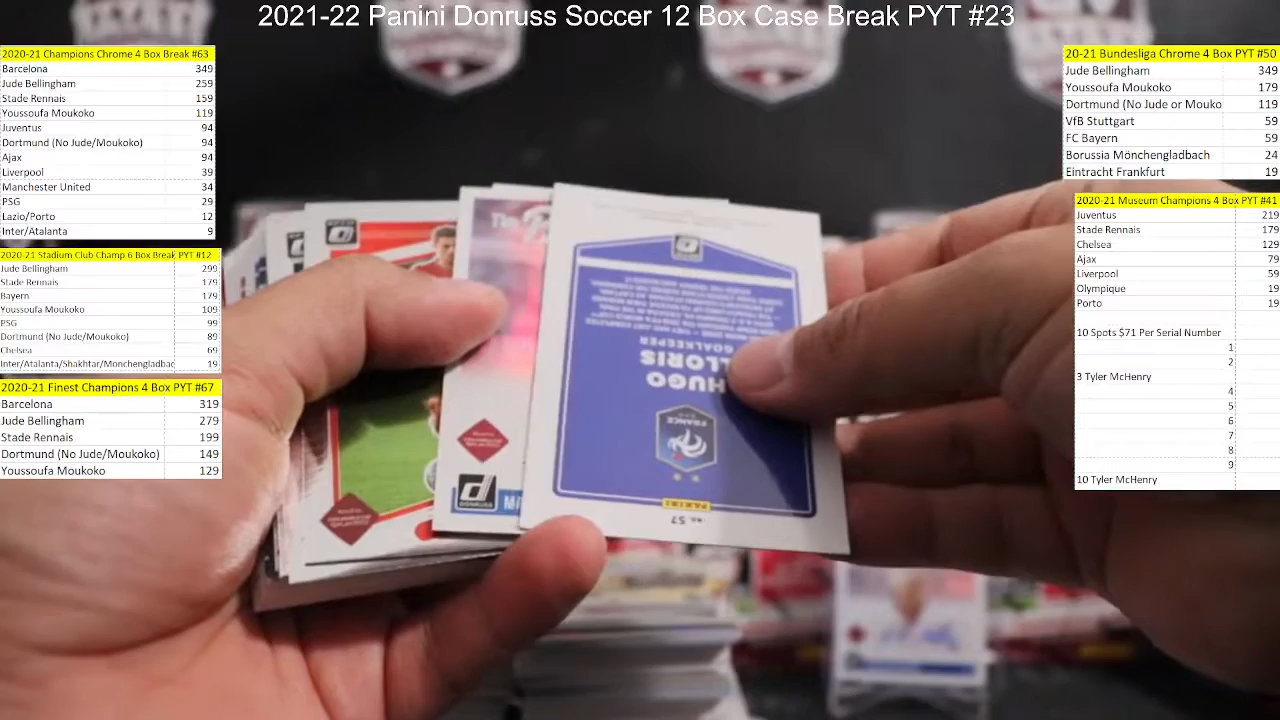 2021-22 Panini Donruss Soccer 12 Box Case Break PYT #23
2020-21 Champions Chrome 4 Box Break #63
Barcelona 349
Jude Bellingham 259
Stade Rennais 159
Youssoufa Moukoko 119
Juventus 94
Dortmund (No Jude/Moukoko) 94
Ajax 94
Liverpool 39
Manchester United 34
PSG 29
Lazio/Porto 12
Inter/Atalanta 9
2020-21 Stadium Club Champ 6 Box Break PYT #12
Jude Bellingham 299
Stade Rennais 179
Bayern 179
Youssoufa Moukoko 109
PSG 99
Dortmund (No Jude/Moukoko) 89
Chelsea 69
Inter/Atalanta/Shakhtar/Monchengladbac 19
2020-21 Finest Champions 4 Box PYT #67
Barcelona 319
Jude Bellingham 279
Stade Rennais 199
Dortmund (No Jude/Moukoko) 149
Youssoufa Moukoko 129
20-21 Bundesliga Chrome 4 Box PYT #50
Jude Bellingham 349
Youssoufa Moukoko 179
Dortmund (No Jude or Mouko 119
VfB Stuttgart 59
FC Bayern 59
Borussia Mönchengladbach 24
Eintracht Frankfurt 19
2020-21 Museum Champions 4 Box PYT #41
Juventus 219
Stade Rennais 179
Chelsea 129
Ajax 79
Liverpool 59
Olympique 19
Porto 19
10 Spots $71 Per Serial Number
1
2
3 Tyler McHenry
4
5
6
7
8
9
10 Tyler McHenry
HUGO
LLORIS
GOALKEEPER
FRANCE
PANINI
NO. 57
DONRUSS